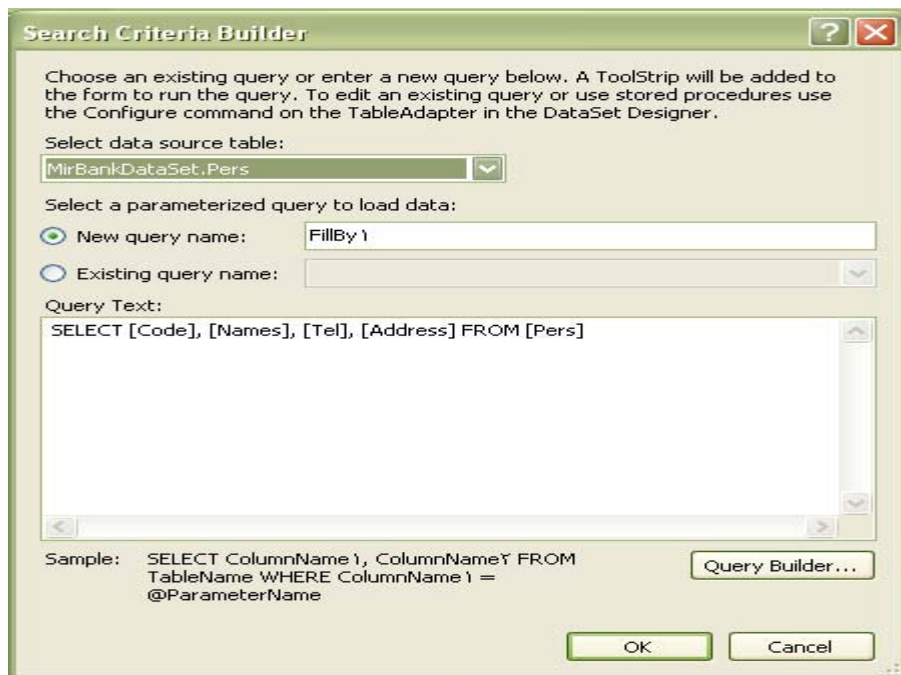 Search Criteria Builder
Choose an existing query or enter a new query below. A ToolStrip will be added to
the form to run the query. To edit an existing query or use stored procedures use
the Configure command on the TableAdapter in the DataSet Designer.
Select data source table:
MirBankDataSet.Pers
Select a parameterized query to load data:
New query name: FillBy۱
Existing query name:
Query Text:
SELECT [Code], [Names], [Tel], [Address] FROM [Pers]
Sample: SELECT ColumnName۱, ColumnName۲ FROM
TableName WHERE ColumnName۱ =
@ParameterName
Query Builder...
OK Cancel